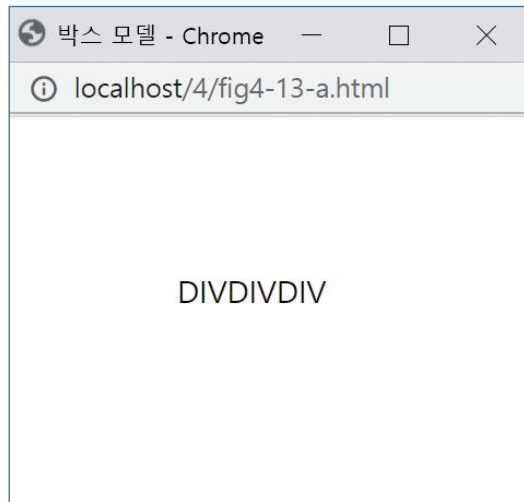 박스 모델 - Chrome
localhost/4/fig4-13-a.html
DIVDIVDIV